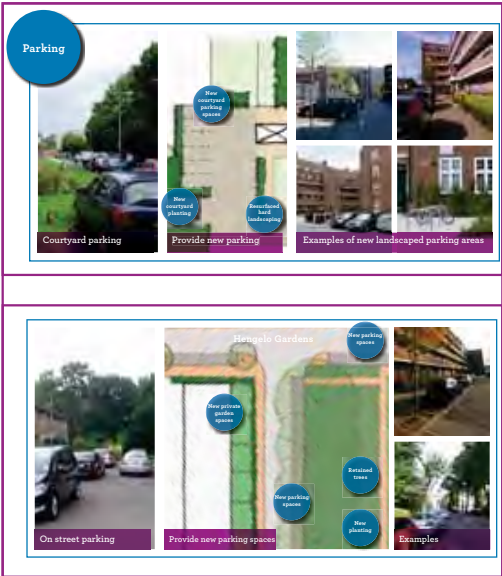 Parking
New
courtyard
parking
spaces
New
courtyard
planting
Resurfaced
hard
landscaping
Courtyard parking
Provide new parking
Examples of new landscaped parking areas
Hengelo Gardens
New parking
spaces
New private
garden
spaces
Retained
trees
New parking
spaces
New
planting
On street parking
Provide new parking spaces
Examples